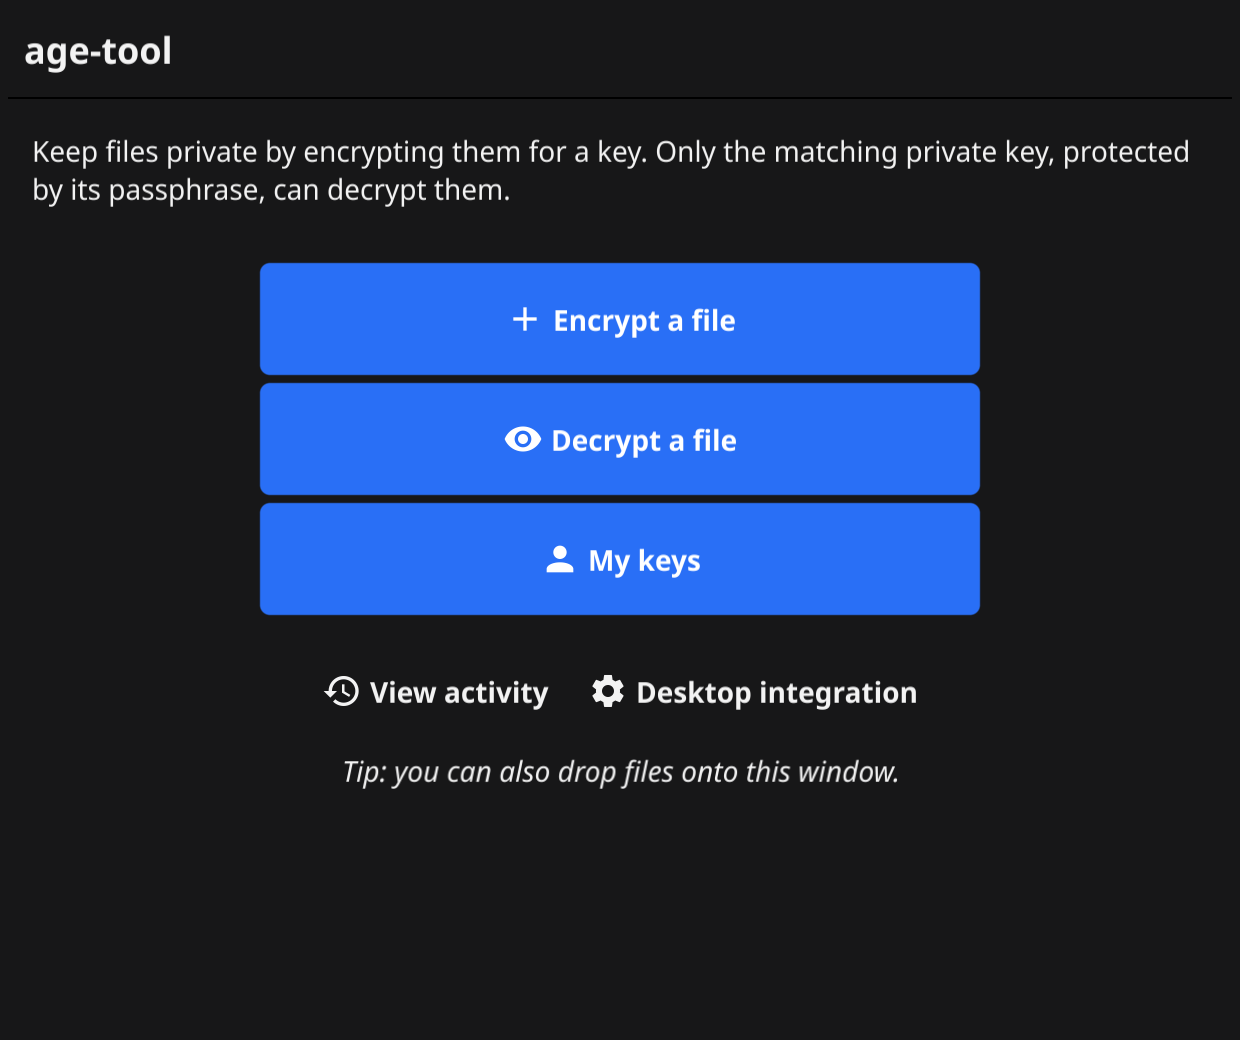 age-tool
Keep files private by encrypting them for a key. Only the matching private key, protected
by its passphrase, can decrypt them.
Encrypt a file
Decrypt a file
My keys
View activity
Desktop integration
Tip: you can also drop files onto this window.